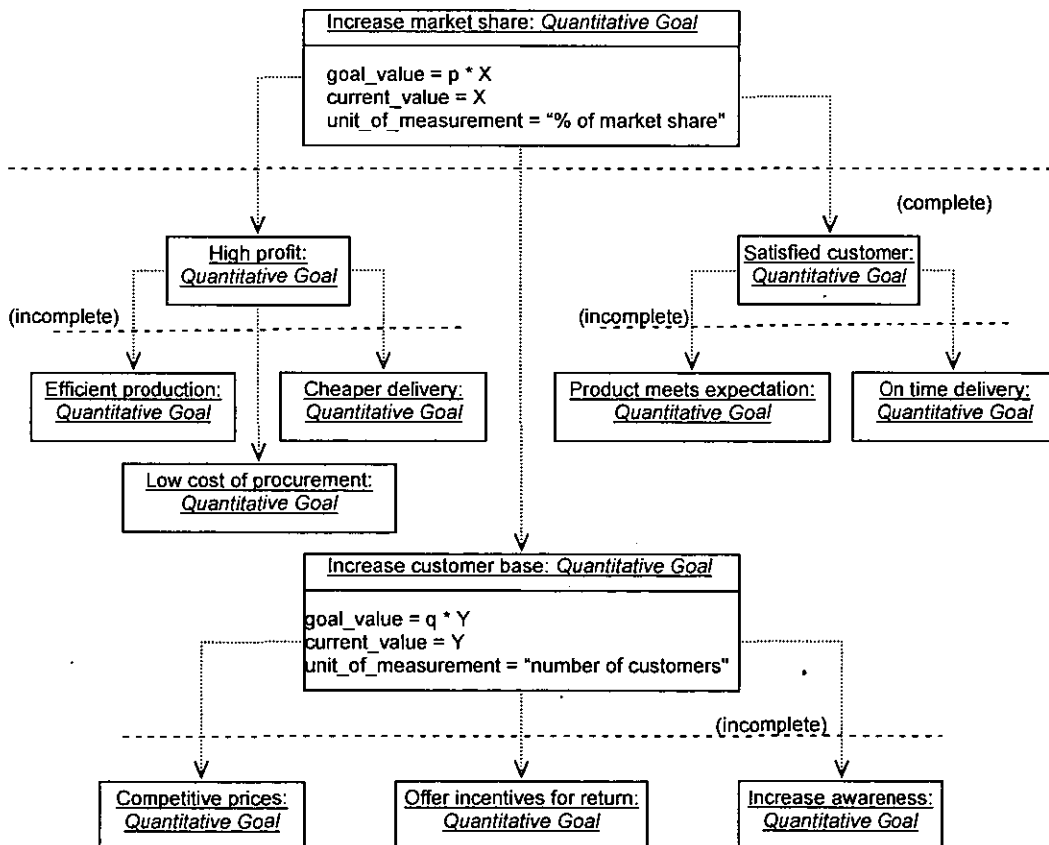 Increase market share: Quantitative Goal
goal_value = p * X
current_value = X
unit_of_measurement = "% of market share"
(complete)
High profit:
Quantitative Goal
Satisfied customer:
Quantitative Goal
(incomplete)
(incomplete)
Efficient production:
Quantitative Goal
Cheaper delivery:
Quantitative Goal
Product meets expectation:
Quantitative Goal
On time delivery:
Quantitative Goal
Low cost of procurement:
Quantitative Goal
Increase customer base: Quantitative Goal
goal_value = q * Y
current_value = Y
unit_of_measurement = "number of customers"
(incomplete)
Competitive prices:
Quantitative Goal
Offer incentives for return:
Quantitative Goal
Increase awareness:
Quantitative Goal